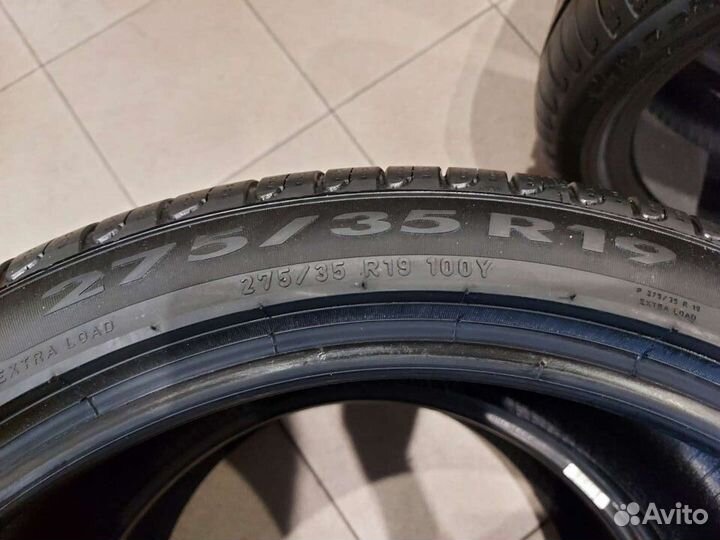 275/35 R19
275/35 R19 100Y
EXTRA LOAD
P 275/35 R 19
EXTRA LOAD
Avito